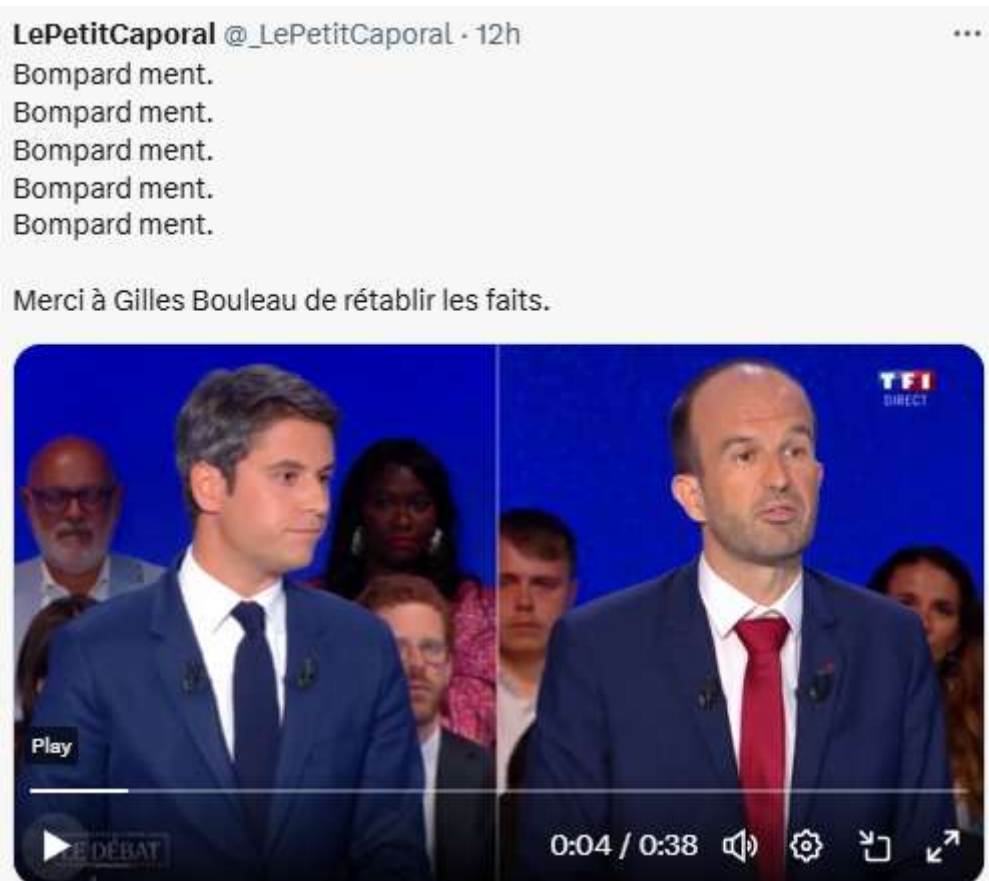 LePetitCaporal @_LePetitCaporal · 12h
Bompard ment.
Bompard ment.
Bompard ment.
Bompard ment.
Bompard ment.
Merci à Gilles Bouleau de rétablir les faits.
TF1
DIRECT
Play
LE DÉBAT
0:04 / 0:38